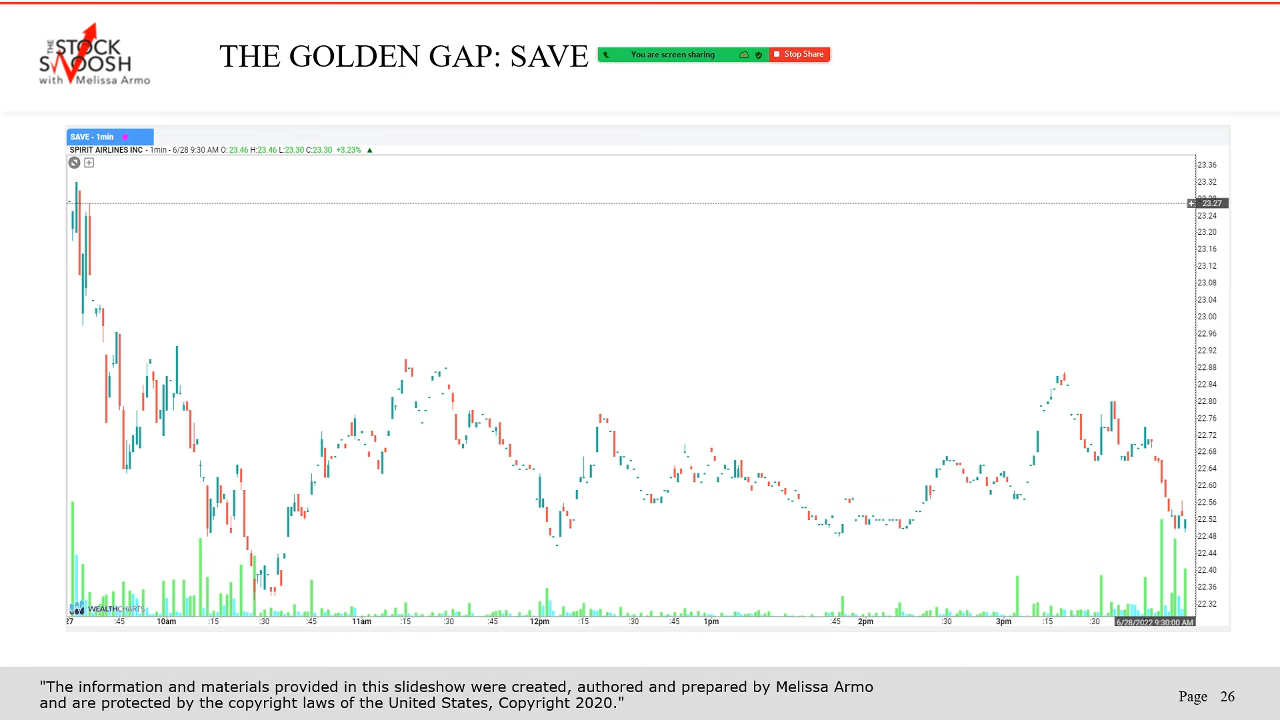 THE
STOCK
SWOOSH
with Melissa Armo
THE GOLDEN GAP: SAVE
You are screen sharing
Stop Share
SAVE - 1min
SPIRIT AIRLINES INC - 1min - 6/28 9:30 AM O: 23.46 H:23.46 L:23.30 C:23.30 +3.23%
23.36
23.32
23.27
23.24
23.20
23.16
23.12
23.08
23.04
23.00
22.96
22.92
22.88
22.84
22.80
22.76
22.72
22.68
22.64
22.60
22.56
22.52
22.48
22.44
22.40
22.36
22.32
WEALTHCHARTS
27 :45 10am :15 :30 :45 11am :15 :30 :45 12pm :15 :30 :45 1pm :45 2pm :30 :45 3pm :15 :30 6/28/2022 9:30:00 AM
"The information and materials provided in this slideshow were created, authored and prepared by Melissa Armo
and are protected by the copyright laws of the United States, Copyright 2020."
Page 26